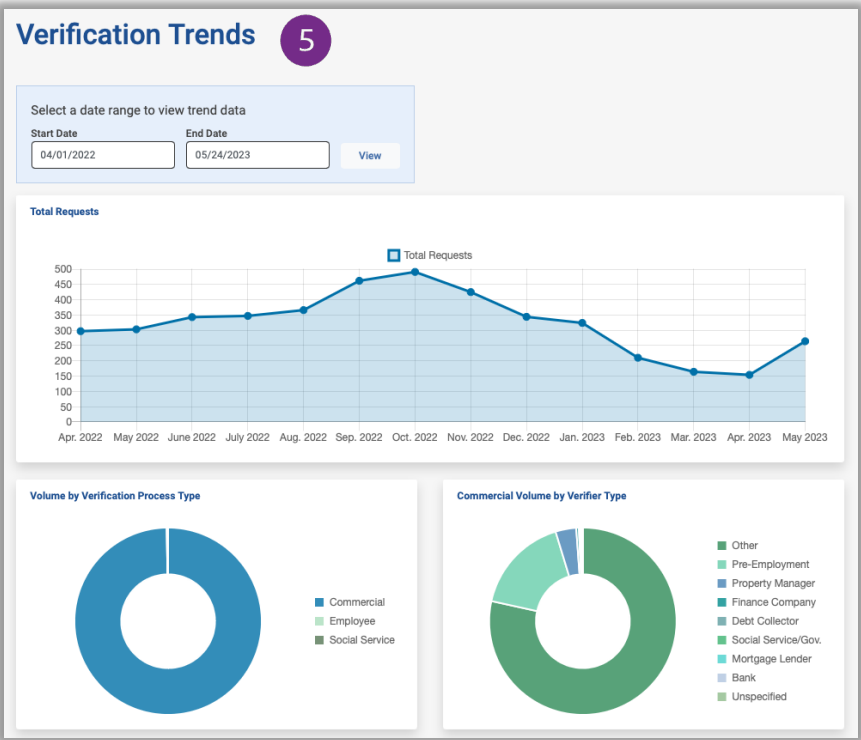 Verification Trends 5
Select a date range to view trend data
Start Date End Date
04/01/2022 05/24/2023 View
Total Requests
Total Requests
500
450
400
350
300
250
200
150
100
50
0
Apr. 2022 May 2022 June 2022 July 2022 Aug. 2022 Sep. 2022 Oct. 2022 Nov. 2022 Dec. 2022 Jan. 2023 Feb. 2023 Mar. 2023 Apr. 2023 May 2023
Volume by Verification Process Type
Commercial
Employee
Social Service
Commercial Volume by Verifier Type
Other
Pre-Employment
Property Manager
Finance Company
Debt Collector
Social Service/Gov.
Mortgage Lender
Bank
Unspecified